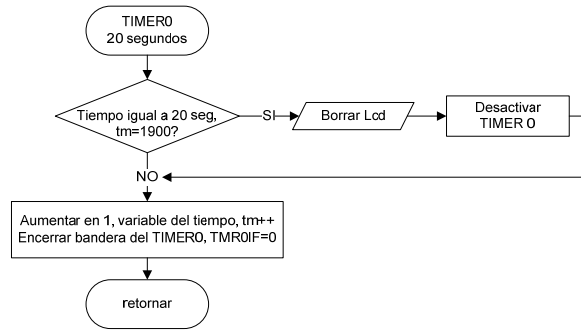 TIMER0
20 segundos
Tiempo igual a 20 seg,
tm=1900?
SI
Borrar Lcd
Desactivar
TIMER 0
NO
Aumentar en 1, variable del tiempo, tm++
Encerrar bandera del TIMER0, TMR0IF=0
retornar